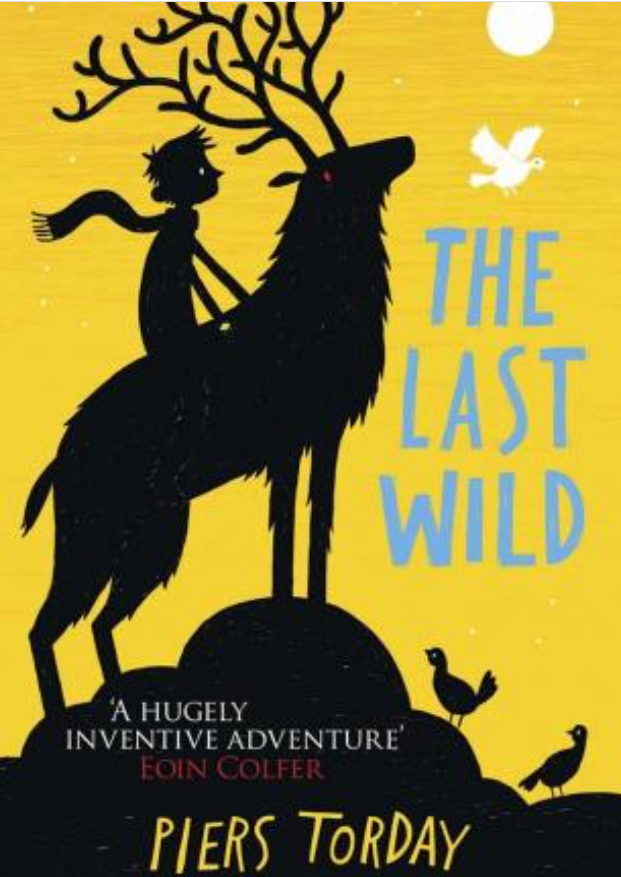 THE
LAST
WILD
'A HUGELY
INVENTIVE ADVENTURE'
EOIN COLFER
PIERS TORDAY